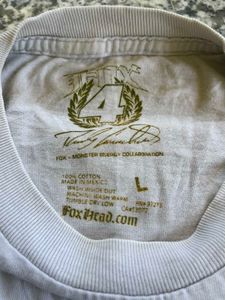 4
FOX - MONSTER ENERGY COLLABORATION
100% COTTON
MADE IN MEXICO
WASH INSIDE OUT
MACHINE WASH WARM
TUMBLE DRY LOW
L
FoxHead.com